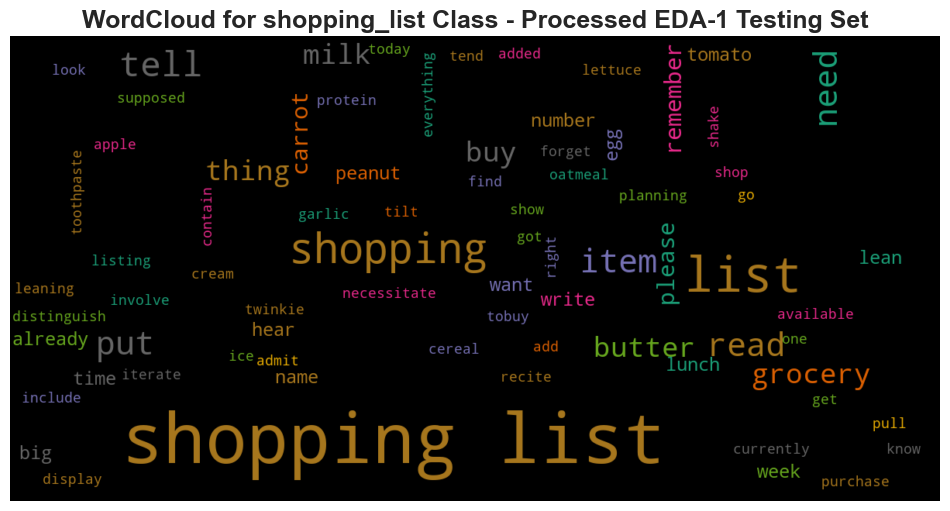 WordCloud for shopping_list Class - Processed EDA-1 Testing Set
look
tell
milk
today
everything
tend
added
lettuce
remember
tomato
need
supposed
protein
carrot
number
egg
shake
apple
toothpaste
thing
peanut
buy
forget
find
oatmeal
shop
planning
go
contain
garlic
tilt
show
got
right
shopping
item
please
list
lean
listing
leaning
cream
involve
necessitate
want
write
distinguish
twinkie
tobuy
available
already
put
hear
ice
admit
cereal
add
butter
read
one
lunch
time
iterate
name
recite
grocery
include
get
shopping list
pull
big
currently
know
week
display
purchase